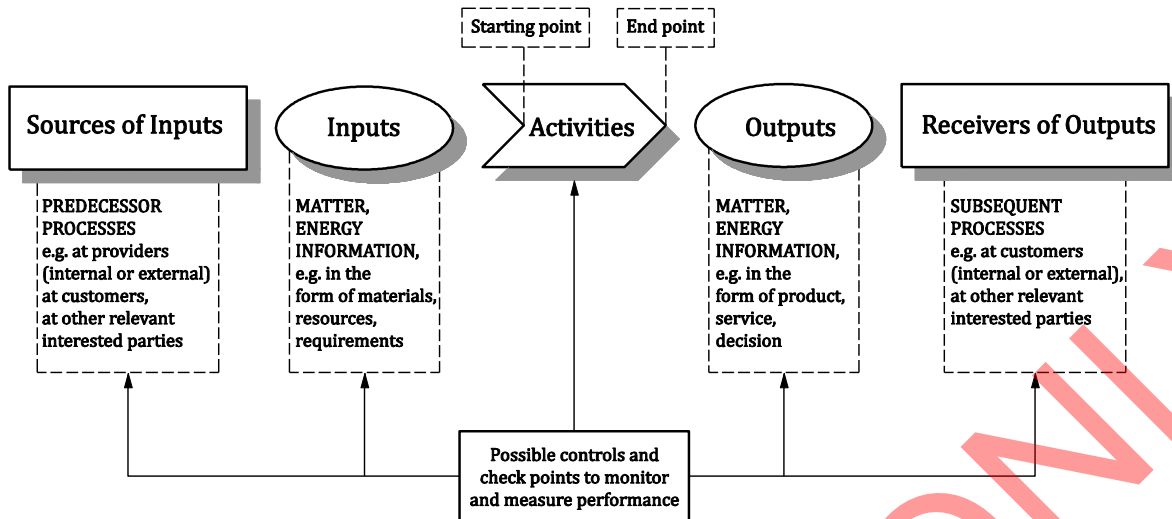 Starting point
End point
Sources of Inputs
Inputs
Activities
Outputs
Receivers of Outputs
PREDECESSOR
PROCESSES
e.g. at providers
(internal or external)
at customers,
at other relevant
interested parties
MATTER,
ENERGY
INFORMATION,
e.g. in the
form of materials,
resources,
requirements
MATTER,
ENERGY
INFORMATION,
e.g. in the
form of product,
service,
decision
SUBSEQUENT
PROCESSES
e.g. at customers
(internal or external),
at other relevant
interested parties
Possible controls and
check points to monitor
and measure performance